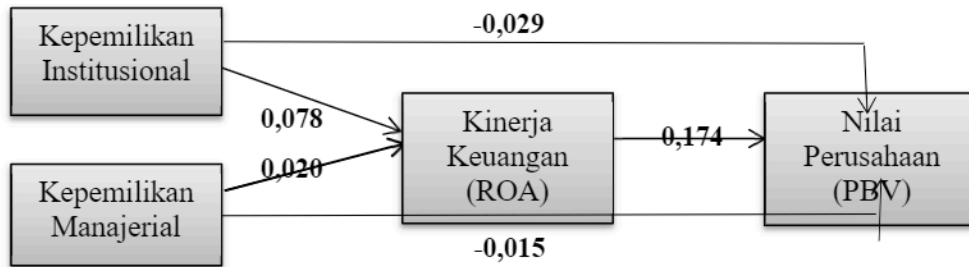 Kepemilikan
Institusional
-0,029
0,078
Kinerja
Keuangan
(ROA)
0,174
Nilai
Perusahaan
(PBV)
0,020
Kepemilikan
Manajerial
-0,015